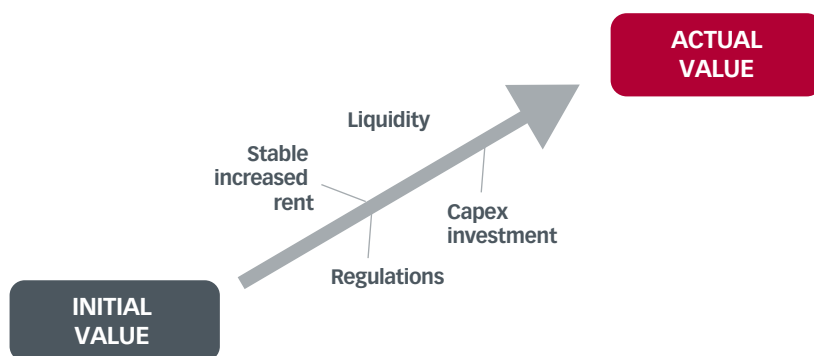 ACTUAL
VALUE
Liquidity
Stable
increased
rent
Capex
investment
Regulations
INITIAL
VALUE